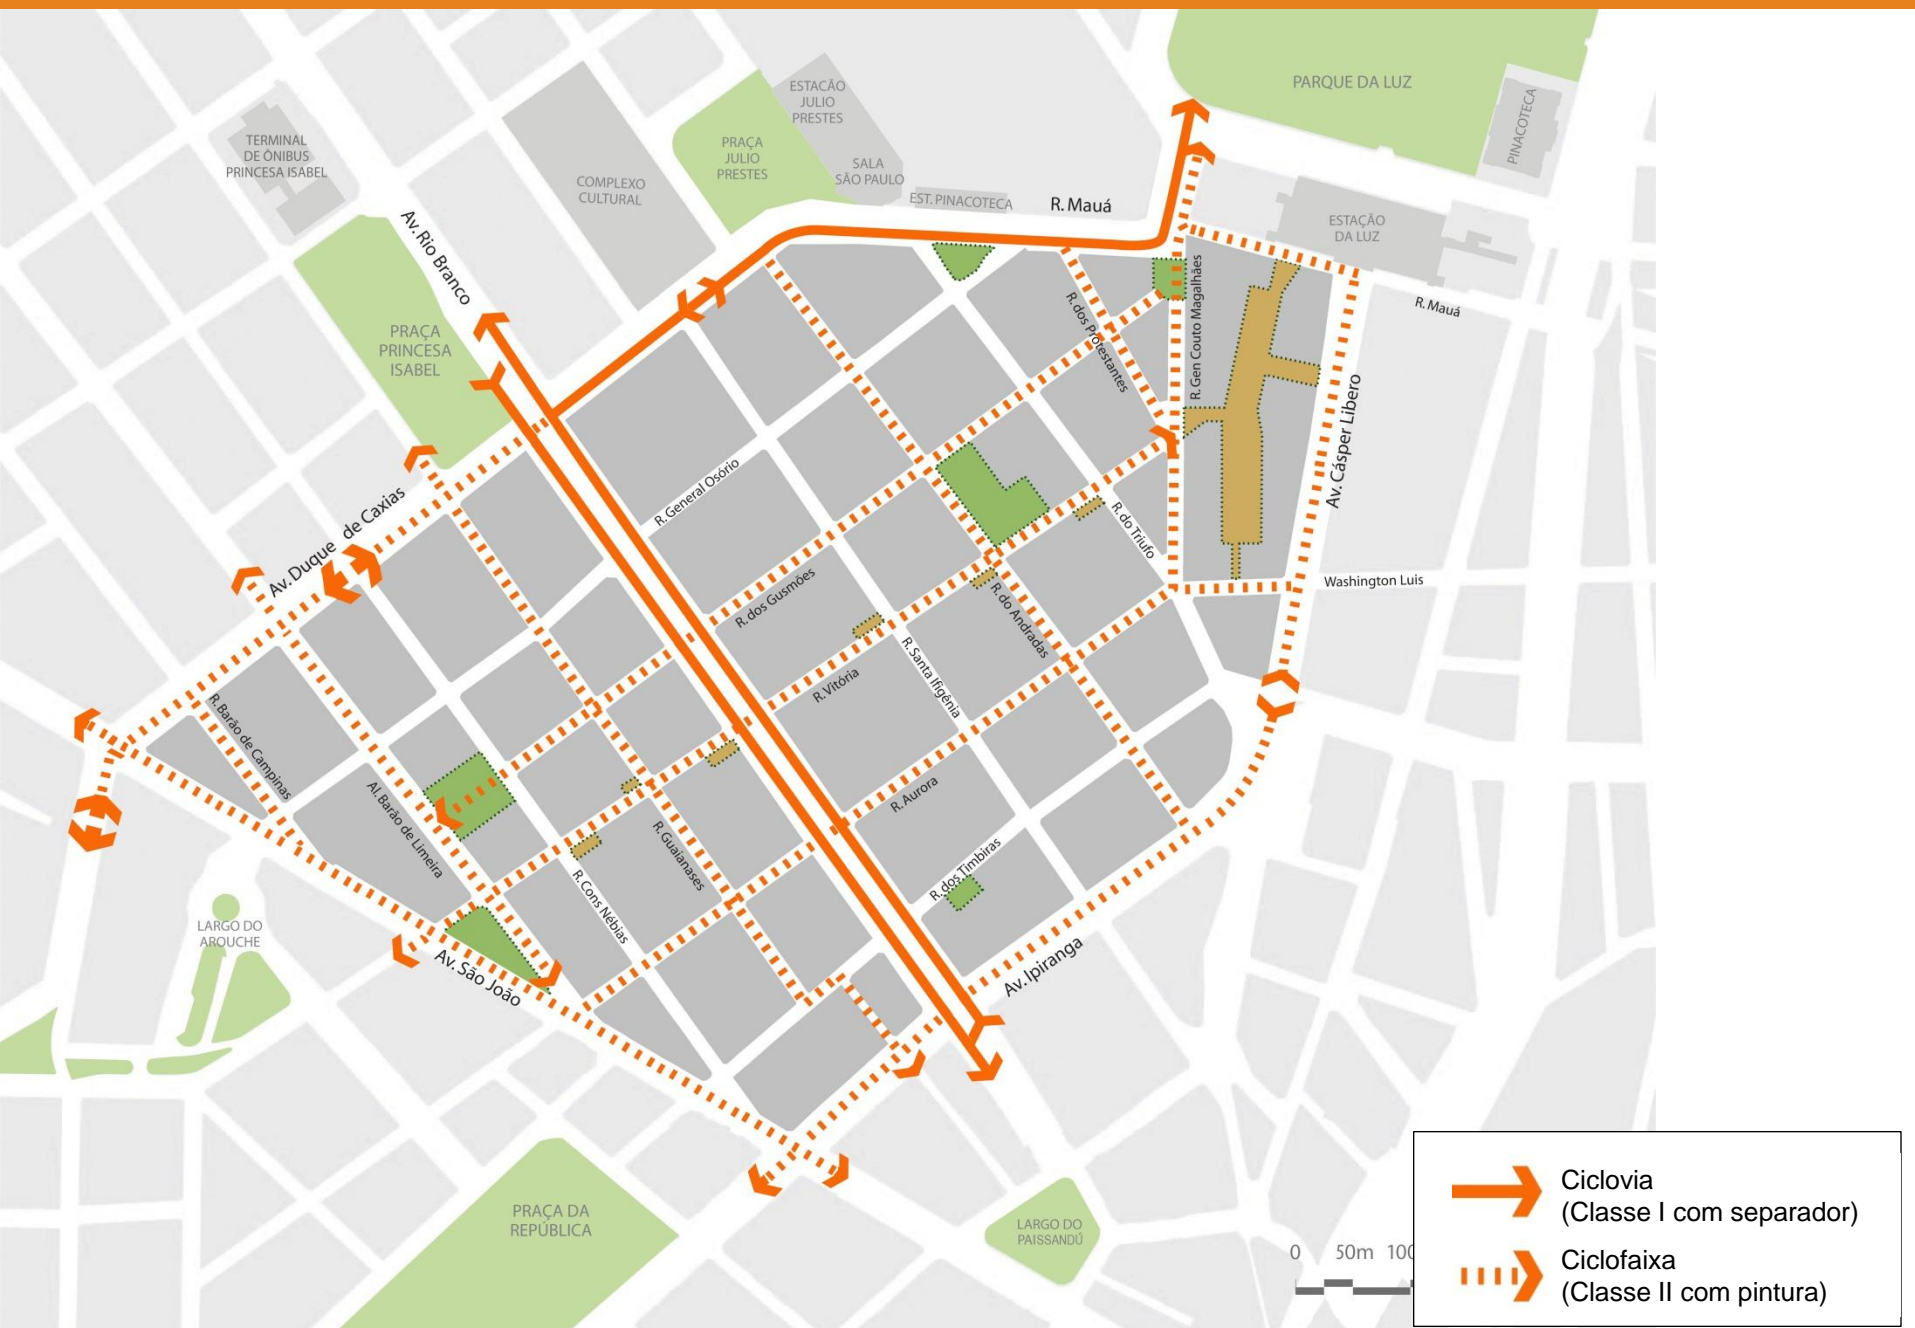 PARQUE DA LUZ
PINACOTECA
ESTACÃO
JULIO
PRESTES
TERMINAL
DE ÔNIBUS
PRINCESA ISABEL
PRAÇA
JULIO
PRESTES
SALA
SÃO PAULO
COMPLEXO
CULTURAL
EST. PINACOTECA
R. Mauá
ESTAÇÃO
DA LUZ
Av. Rio Branco
R. Mauá
PRAÇA
PRINCESA
ISABEL
R. dos Protestantes
R. Gen Couto Magalhães
Av. Cásper Libero
R. General Osório
Av. Duque de Caxias
R. do Triufo
Washington Luis
R. dos Gusmões
R. do Andradas
R. Vitória
R. Santa Ifigênia
R. Barão de Campinas
Al. Barão de Limeira
R. Aurora
R. Guaianases
R. dos Timbiras
R. Cons Nébias
LARGO DO
AROUCHE
Av. São João
Av. Ipiranga
PRAÇA DA
REPÚBLICA
LARGO DO
PAISSANDÚ
0 50m 100
Ciclovia
(Classe I com separador)
Ciclofaixa
(Classe II com pintura)